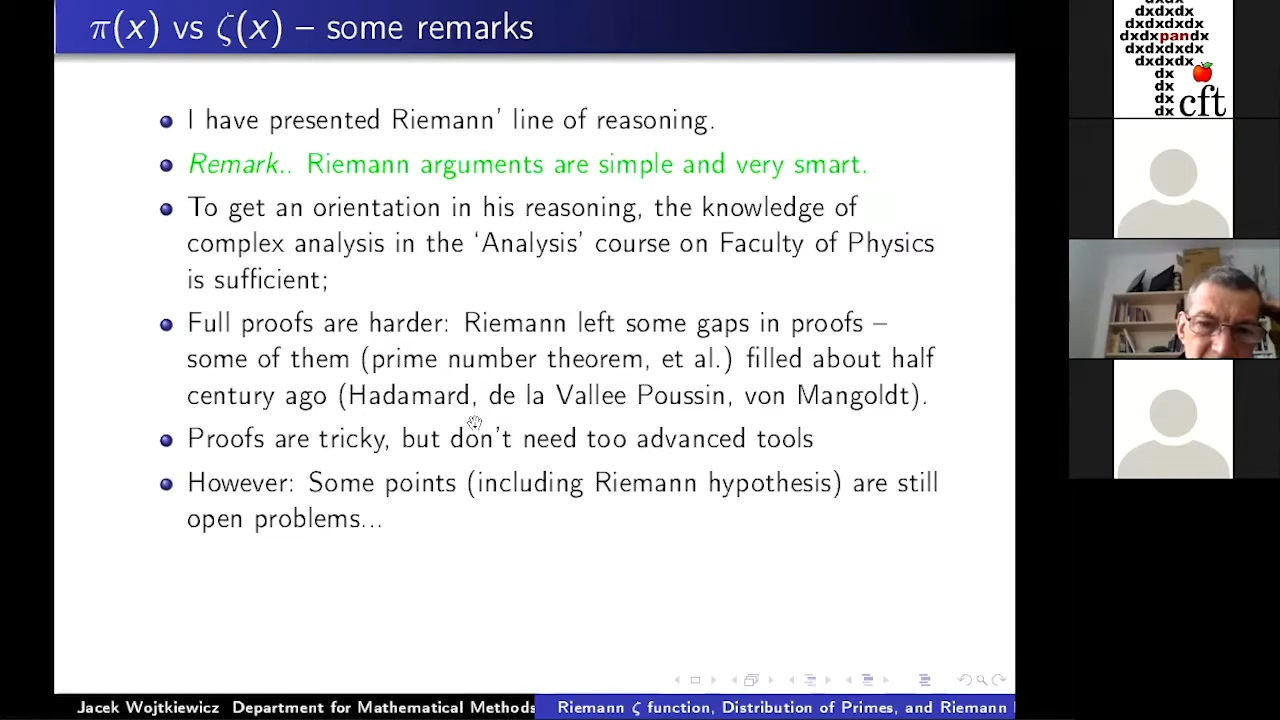 π(x) vs ζ(x) – some remarks
I have presented Riemann' line of reasoning.
Remark.. Riemann arguments are simple and very smart.
To get an orientation in his reasoning, the knowledge of
complex analysis in the ‘Analysis’ course on Faculty of Physics
is sufficient;
Full proofs are harder: Riemann left some gaps in proofs –
some of them (prime number theorem, et al.) filled about half
century ago (Hadamard, de la Vallee Poussin, von Mangoldt).
Proofs are tricky, but don't need too advanced tools
However: Some points (including Riemann hypothesis) are still
open problems...
Jacek Wojtkiewicz Department for Mathematical Methods
Riemann ζ function, Distribution of Primes, and Riemann
dxdxdx
dxdxdx
dxdxdxdx
dxdxpandx
dxdxdxdx
dxdxdx
dx
dx
dx
dx
cft